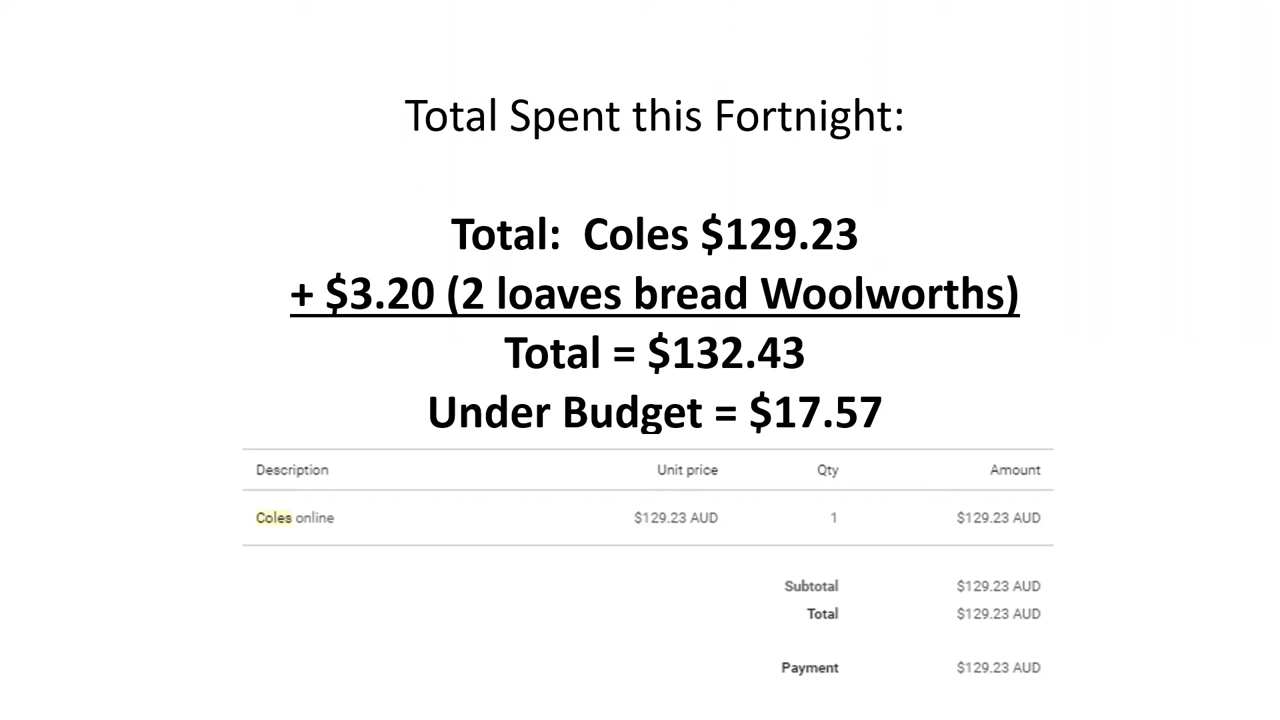 Total Spent this Fortnight:
Total:  Coles $129.23
+ $3.20 (2 loaves bread Woolworths)
Total = $132.43
Under Budget = $17.57
Description Unit price Qty Amount
Coles online $129.23 AUD 1 $129.23 AUD
Subtotal $129.23 AUD
Total $129.23 AUD
Payment $129.23 AUD